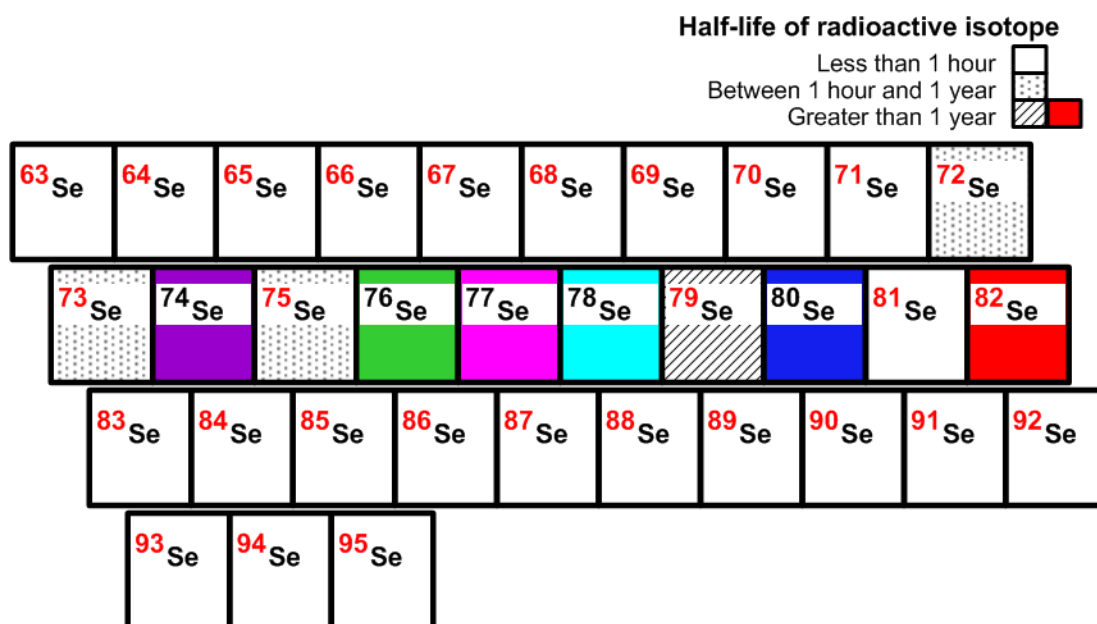 Half-life of radioactive isotope
Less than 1 hour
Between 1 hour and 1 year
Greater than 1 year
63Se 64Se 65Se 66Se 67Se 68Se 69Se 70Se 71Se 72Se
73Se 74Se 75Se 76Se 77Se 78Se 79Se 80Se 81Se 82Se
83Se 84Se 85Se 86Se 87Se 88Se 89Se 90Se 91Se 92Se
93Se 94Se 95Se